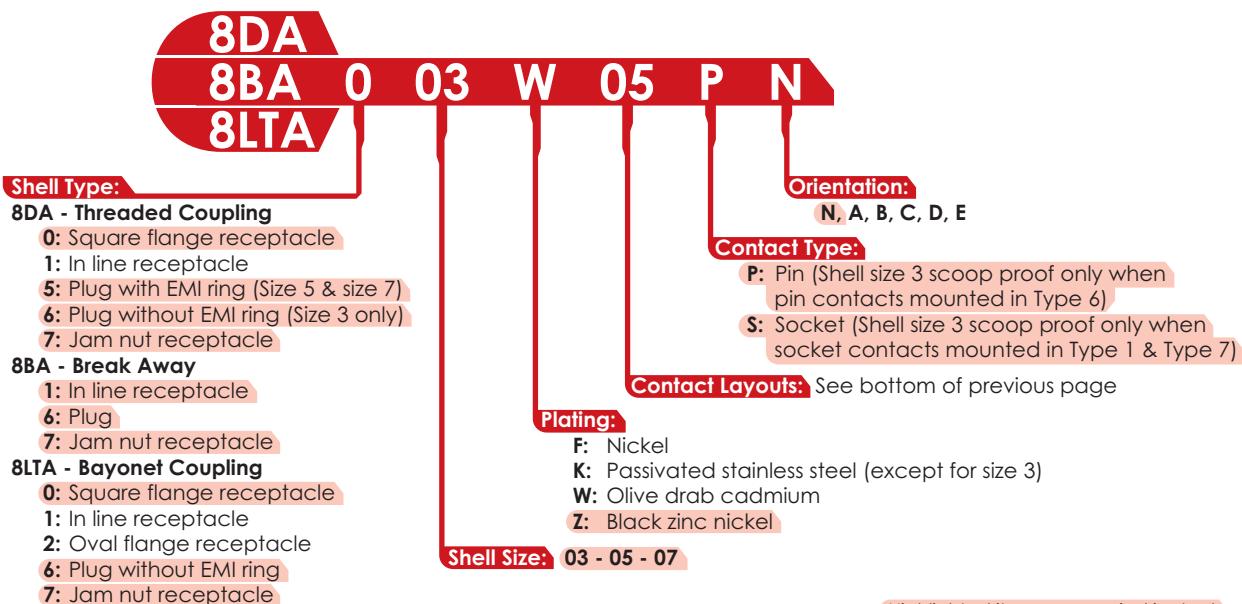 8DA
8BA 0 03 W 05 P N
8LTA
Shell Type:
8DA - Threaded Coupling
0: Square flange receptacle
1: In line receptacle
5: Plug with EMI ring (Size 5 & size 7)
6: Plug without EMI ring (Size 3 only)
7: Jam nut receptacle
8BA - Break Away
1: In line receptacle
6: Plug
7: Jam nut receptacle
8LTA - Bayonet Coupling
0: Square flange receptacle
1: In line receptacle
2: Oval flange receptacle
6: Plug without EMI ring
7: Jam nut receptacle
Shell Size: 03 - 05 - 07
Plating:
F: Nickel
K: Passivated stainless steel (except for size 3)
W: Olive drab cadmium
Z: Black zinc nickel
Contact Layouts: See bottom of previous page
Contact Type:
P: Pin (Shell size 3 scoop proof only when
pin contacts mounted in Type 6)
S: Socket (Shell size 3 scoop proof only when
socket contacts mounted in Type 1 & Type 7)
Orientation:
N, A, B, C, D, E